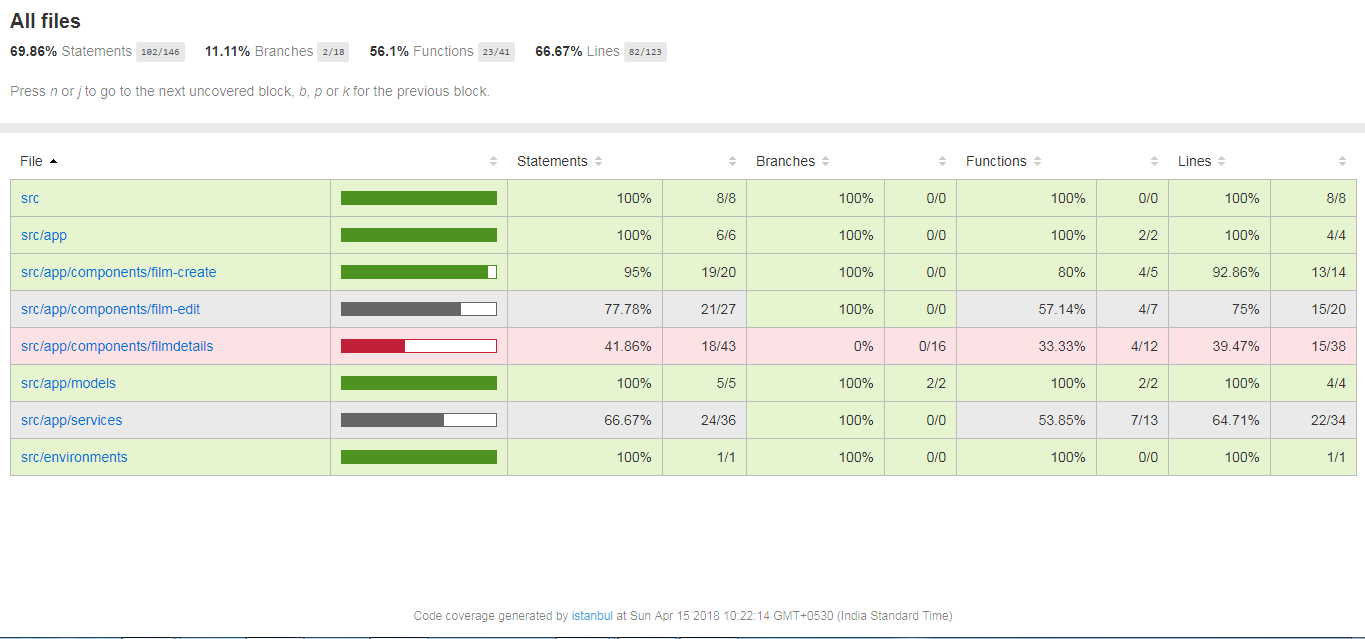 All files
69.86% Statements 102/146 11.11% Branches 2/18 56.1% Functions 23/41 66.67% Lines 82/123
Press n or j to go to the next uncovered block, b, p or k for the previous block.
File Statements Branches Functions Lines
src 100% 8/8 100% 0/0 100% 0/0 100% 8/8
src/app 100% 6/6 100% 0/0 100% 2/2 100% 4/4
src/app/components/film-create 95% 19/20 100% 0/0 80% 4/5 92.86% 13/14
src/app/components/film-edit 77.78% 21/27 100% 0/0 57.14% 4/7 75% 15/20
src/app/components/filmdetails 41.86% 18/43 0% 0/16 33.33% 4/12 39.47% 15/38
src/app/models 100% 5/5 100% 2/2 100% 2/2 100% 4/4
src/app/services 66.67% 24/36 100% 0/0 53.85% 7/13 64.71% 22/34
src/environments 100% 1/1 100% 0/0 100% 0/0 100% 1/1
Code coverage generated by istanbul at Sun Apr 15 2018 10:22:14 GMT+0530 (India Standard Time)